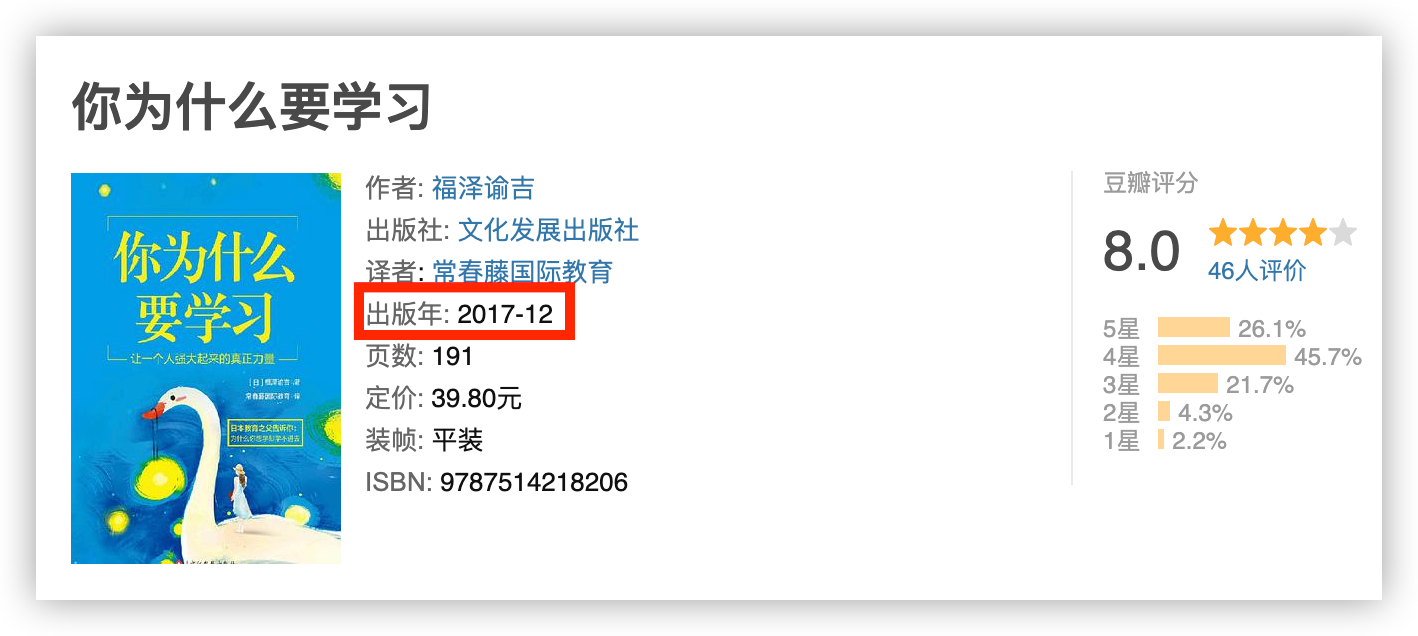 你为什么要学习
你为什么
要学习
让一个人强大起来的真正力量
[日]福泽谕吉 著
常春藤国际教育 译
日本教育之父告诉你:
为什么你想学却学不进去
作者: 福泽谕吉
出版社: 文化发展出版社
译者: 常春藤国际教育
出版年: 2017-12
页数: 191
定价: 39.80元
装帧: 平装
ISBN: 9787514218206
豆瓣评分
8.0
46人评价
5星 26.1%
4星 45.7%
3星 21.7%
2星 4.3%
1星 2.2%